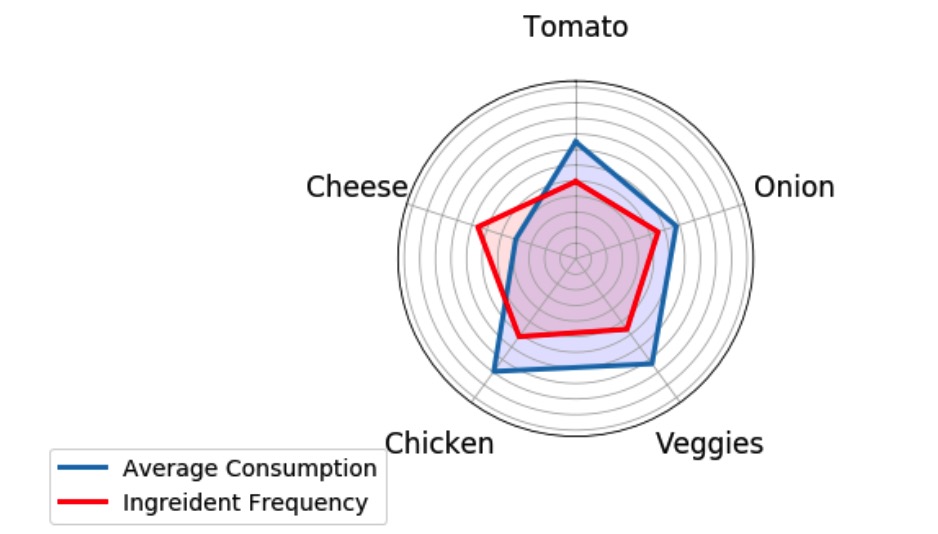 Tomato
Cheese
Onion
Chicken
Veggies
Average Consumption
Ingreident Frequency